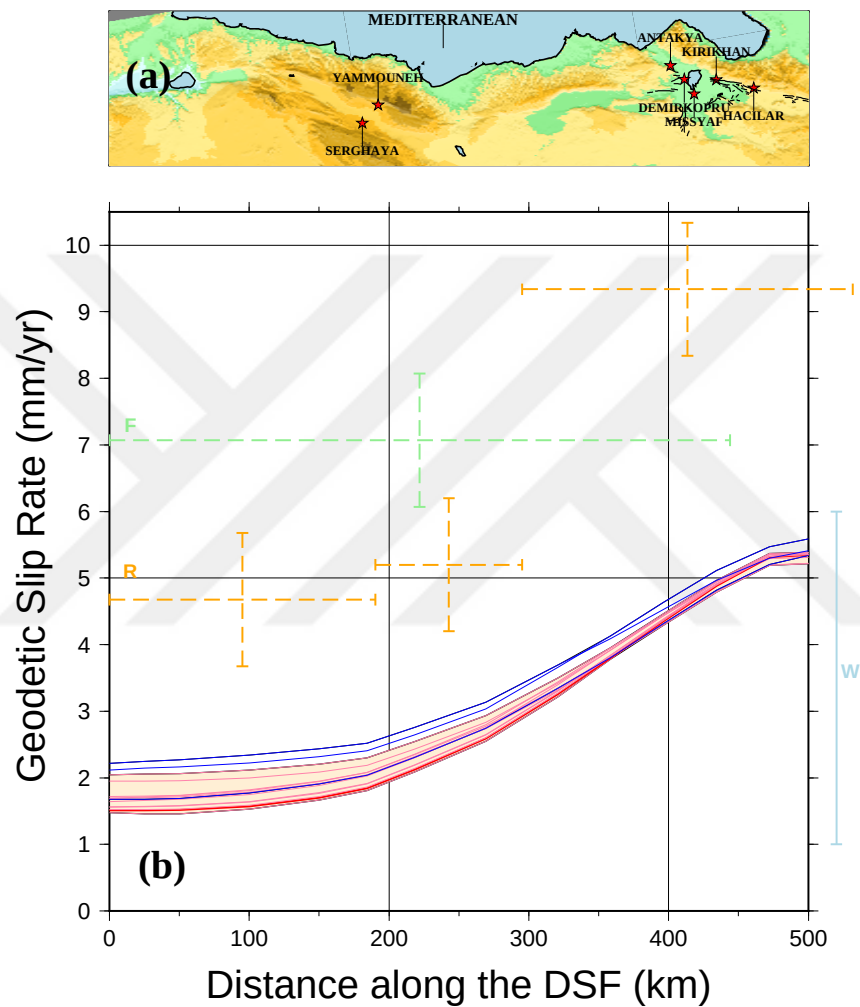 MEDITERRANEAN
ANTAKYA
KIRIKHAN
(a)
YAMMOUNEH
DEMIRKOPRU
HACILAR
MISSYAF
SERGHAYA
10
9
8
7
6
5
4
3
2
1
0
Geodetic Slip Rate (mm/yr)
F
R
W
(b)
0 100 200 300 400 500
Distance along the DSF (km)